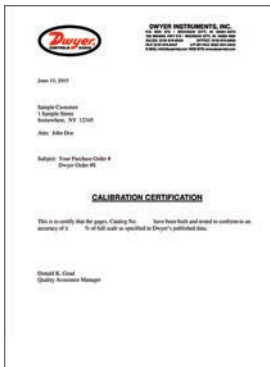 Dwyer
CONTROLS GAGES
DWYER INSTRUMENTS, INC.
June 15, 2015
Sample Customer
1 Sample Street
Somewhere, NY 12345
Attn: John Doe
Subject: Your Purchase Order #
Dwyer Order #S
CALIBRATION CERTIFICATION
This is to certify that the gages, Catalog No. have been built and tested to conform to an
accuracy of ± % of full scale as specified in Dwyer's published data.
Quality Assurance Manager